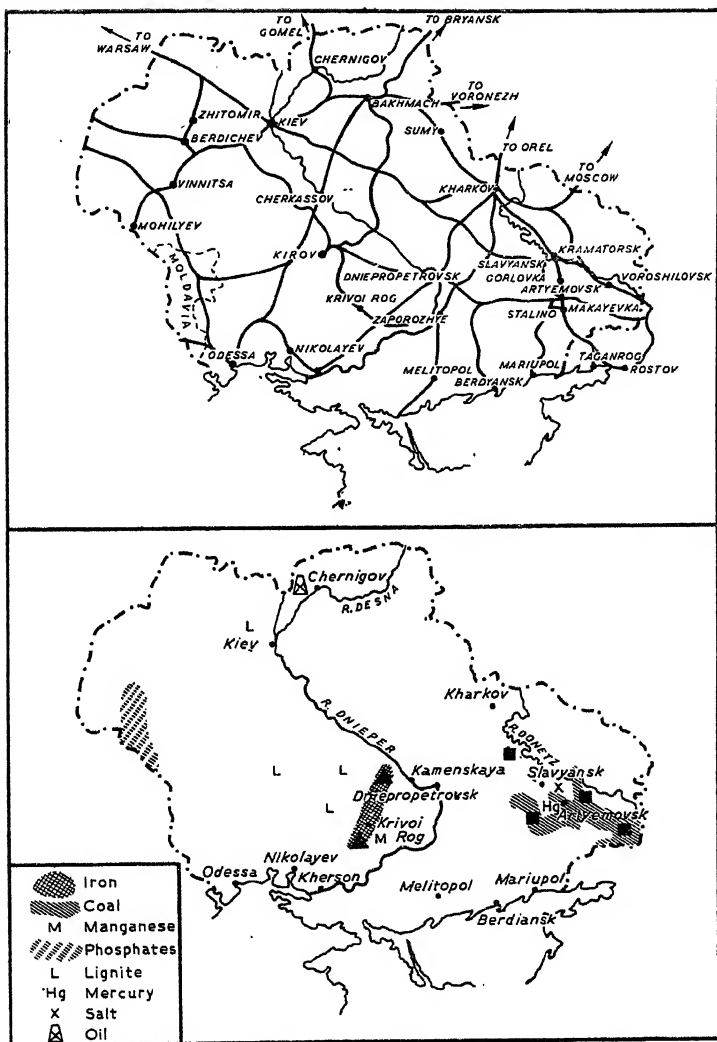 TO
GOMEL
TO BRYANSK
TO
WARSAW
CHERNIGOV
TO
VORONEZH
BAKHMACH
ZHITOMIR
KIEV
SUMY
BERDICHEV
TO OREL
TO
MOSCOW
VINNITSA
CHERKASSOV
KHARKOV
MOHILYEV
KIROV
KRAMATORSK
SLAVYANSK
DNIEPROPETROVSK
GORLOVKA
VOROSHILOVSK
MOLDAVIA
ARTYEMOVSK
KRIVOI ROG
MAKAYEVKA
ZAPOROZHYE
STALINO
ODESSA
NIKOLAYEV
MELITOPOL
MARIUPOL
TAGANROG
BERDYANSK
ROSTOV
Chernigov
R. DESNA
L
Kiev
Kharkov
R. DNIEPER
R. DONETZ
Kamenskaya
Slavyansk
L
L
Dniepropetrovsk
X
Hg
Artyemovsk
L
Krivoi
M
Rog
Nikolayev
Odessa
Kherson
Melitopol
Mariupol
Berdiansk
Iron
Coal
M Manganese
Phosphates
L Lignite
Hg Mercury
x Salt
Oil